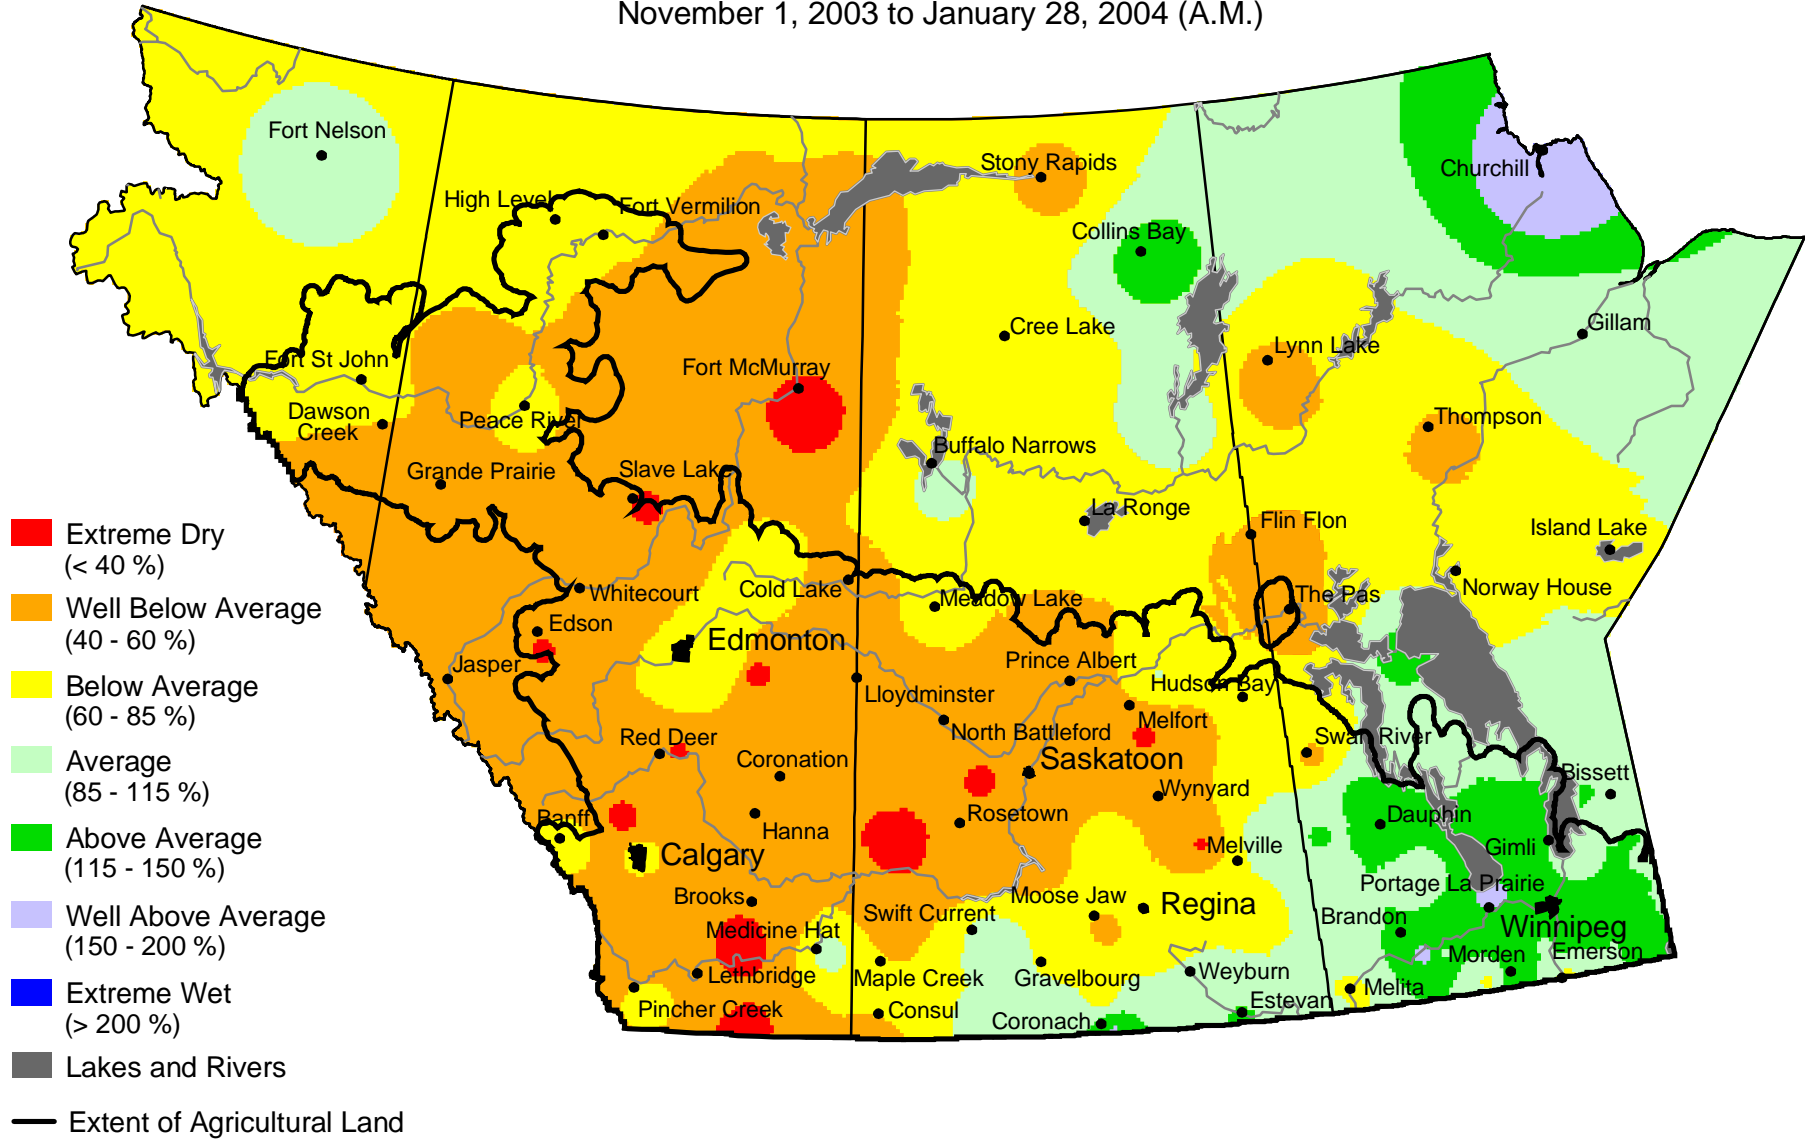 November 1, 2003 to January 28, 2004 (A.M.)
Fort Nelson
Churchill
Stony Rapids
High Level
Fort Vermilion
Collins Bay
Cree Lake
Gillam
Lynn Lake
Fort St John
Fort McMurray
Dawson
Creek
Peace River
Thompson
Buffalo Narrows
Grande Prairie
Slave Lake
La Ronge
Flin Flon
Island Lake
Whitecourt
Cold Lake
Meadow Lake
The Pas
Norway House
Edson
Edmonton
Jasper
Prince Albert
Hudson Bay
Lloydminster
North Battleford
Melfort
Red Deer
Swan River
Coronation
Saskatoon
Bissett
Wynyard
Banff
Hanna
Rosetown
Dauphin
Calgary
Melville
Gimli
Brooks
Moose Jaw
Regina
Portage La Prairie
Swift Current
Brandon
Winnipeg
Medicine Hat
Morden
Emerson
Lethbridge
Maple Creek
Gravelbourg
Weyburn
Melita
Pincher Creek
Consul
Coronach
Estevan
Extreme Dry
(< 40 %)
Well Below Average
(40 - 60 %)
Below Average
(60 - 85 %)
Average
(85 - 115 %)
Above Average
(115 - 150 %)
Well Above Average
(150 - 200 %)
Extreme Wet
(> 200 %)
Lakes and Rivers
Extent of Agricultural Land